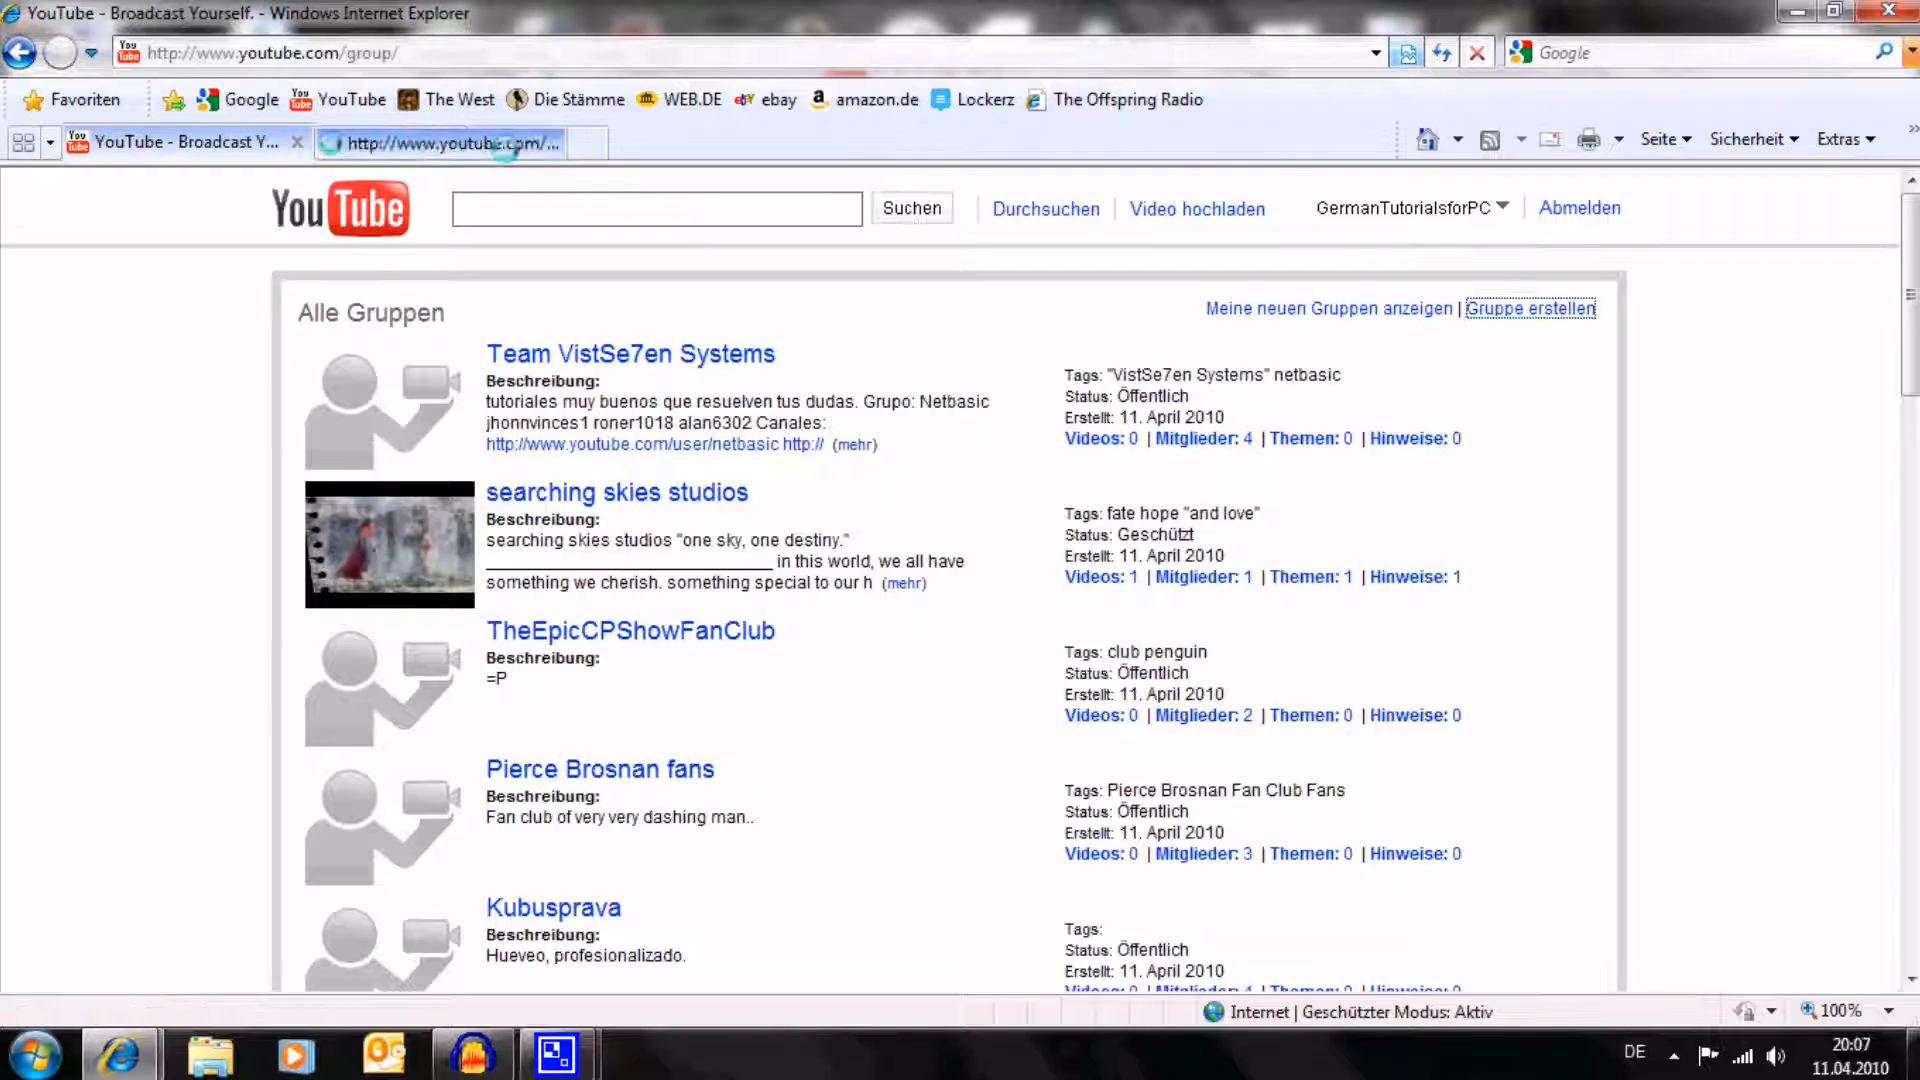 YouTube - Broadcast Yourself. - Windows Internet Explorer
You Tube http://www.youtube.com/group/ Google
Favoriten Google You Tube YouTube The West Die Stämme WEB.DE ebay amazon.de Lockerz The Offspring Radio
You Tube YouTube - Broadcast Y... http://www.youtube.com/... Seite Sicherheit Extras
YouTube Suchen Durchsuchen Video hochladen GermanTutorialsforPC Abmelden
Alle Gruppen Meine neuen Gruppen anzeigen | Gruppe erstellen
Team VistSe7en Systems
Beschreibung:
tutoriales muy buenos que resuelven tus dudas. Grupo: Netbasic
jhonnvinces1 roner1018 alan6302 Canales:
http://www.youtube.com/user/netbasic http:// (mehr)
Tags: "VistSe7en Systems" netbasic
Status: Öffentlich
Erstellt: 11. April 2010
Videos: 0 | Mitglieder: 4 | Themen: 0 | Hinweise: 0
searching skies studios
Beschreibung:
searching skies studios "one sky, one destiny."
______________________________ in this world, we all have
something we cherish. something special to our h (mehr)
Tags: fate hope "and love"
Status: Geschützt
Erstellt: 11. April 2010
Videos: 1 | Mitglieder: 1 | Themen: 1 | Hinweise: 1
TheEpicCPShowFanClub
Beschreibung:
=P
Tags: club penguin
Status: Öffentlich
Erstellt: 11. April 2010
Videos: 0 | Mitglieder: 2 | Themen: 0 | Hinweise: 0
Pierce Brosnan fans
Beschreibung:
Fan club of very very dashing man..
Tags: Pierce Brosnan Fan Club Fans
Status: Öffentlich
Erstellt: 11. April 2010
Videos: 0 | Mitglieder: 3 | Themen: 0 | Hinweise: 0
Kubusprava
Beschreibung:
Hueveo, profesionalizado.
Tags:
Status: Öffentlich
Erstellt: 11. April 2010
Internet | Geschützter Modus: Aktiv 100%
DE 20:07
11.04.2010